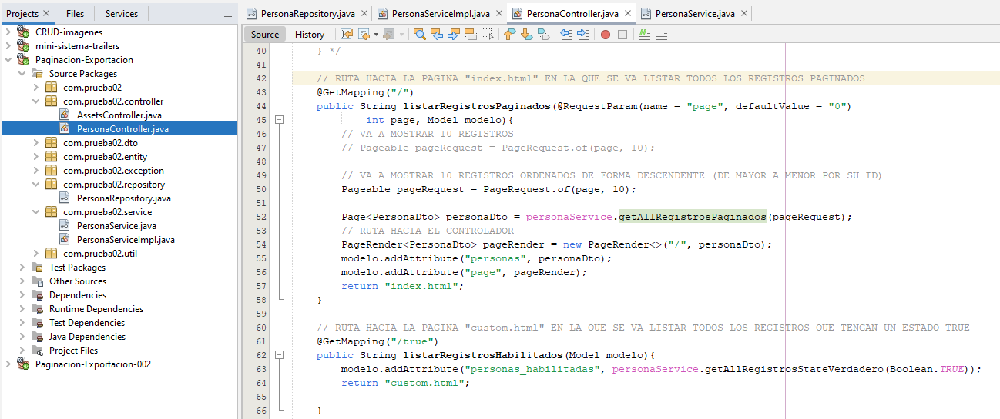 Projects
Files
Services
CRUD-imagenes
mini-sistema-trailers
Paginacion-Exportacion
Source Packages
com.prueba02
com.prueba02.controller
AssetsController.java
PersonaController.java
com.prueba02.dto
com.prueba02.entity
com.prueba02.exception
com.prueba02.repository
PersonaRepository.java
com.prueba02.service
PersonaService.java
PersonaServiceImpl.java
com.prueba02.util
Test Packages
Other Sources
Dependencies
Runtime Dependencies
Test Dependencies
Java Dependencies
Project Files
Paginacion-Exportacion-002
PersonaRepository.java
PersonaServiceImpl.java
PersonaController.java
PersonaService.java
Source
History
40 } */
41
42 // RUTA HACIA LA PAGINA "index.html" EN LA QUE SE VA LISTAR TODOS LOS REGISTROS PAGINADOS
43 @GetMapping("/")
44 public String listarRegistrosPaginados(@RequestParam(name = "page", defaultValue = "0")
45 int page, Model modelo){
46 // VA A MOSTRAR 10 REGISTROS
47 // Pageable pageRequest = PageRequest.of(page, 10);
48
49 // VA A MOSTRAR 10 REGISTROS ORDENADOS DE FORMA DESCENDENTE (DE MAYOR A MENOR POR SU ID)
50 Pageable pageRequest = PageRequest.of(page, 10);
51
52 Page<PersonaDto> personaDto = personaService.getAllRegistrosPaginados(pageRequest);
53 // RUTA HACIA EL CONTROLADOR
54 PageRender<PersonaDto> pageRender = new PageRender<>("/", personaDto);
55 modelo.addAttribute("personas", personaDto);
56 modelo.addAttribute("page", pageRender);
57 return "index.html";
58 }
59
60 // RUTA HACIA LA PAGINA "custom.html" EN LA QUE SE VA LISTAR TODOS LOS REGISTROS QUE TENGAN UN ESTADO TRUE
61 @GetMapping("/true")
62 public String listarRegistrosHabilitados(Model modelo){
63 modelo.addAttribute("personas_habilitadas", personaService.getAllRegistrosStateVerdadero(Boolean.TRUE));
64 return "custom.html";
65
66 }